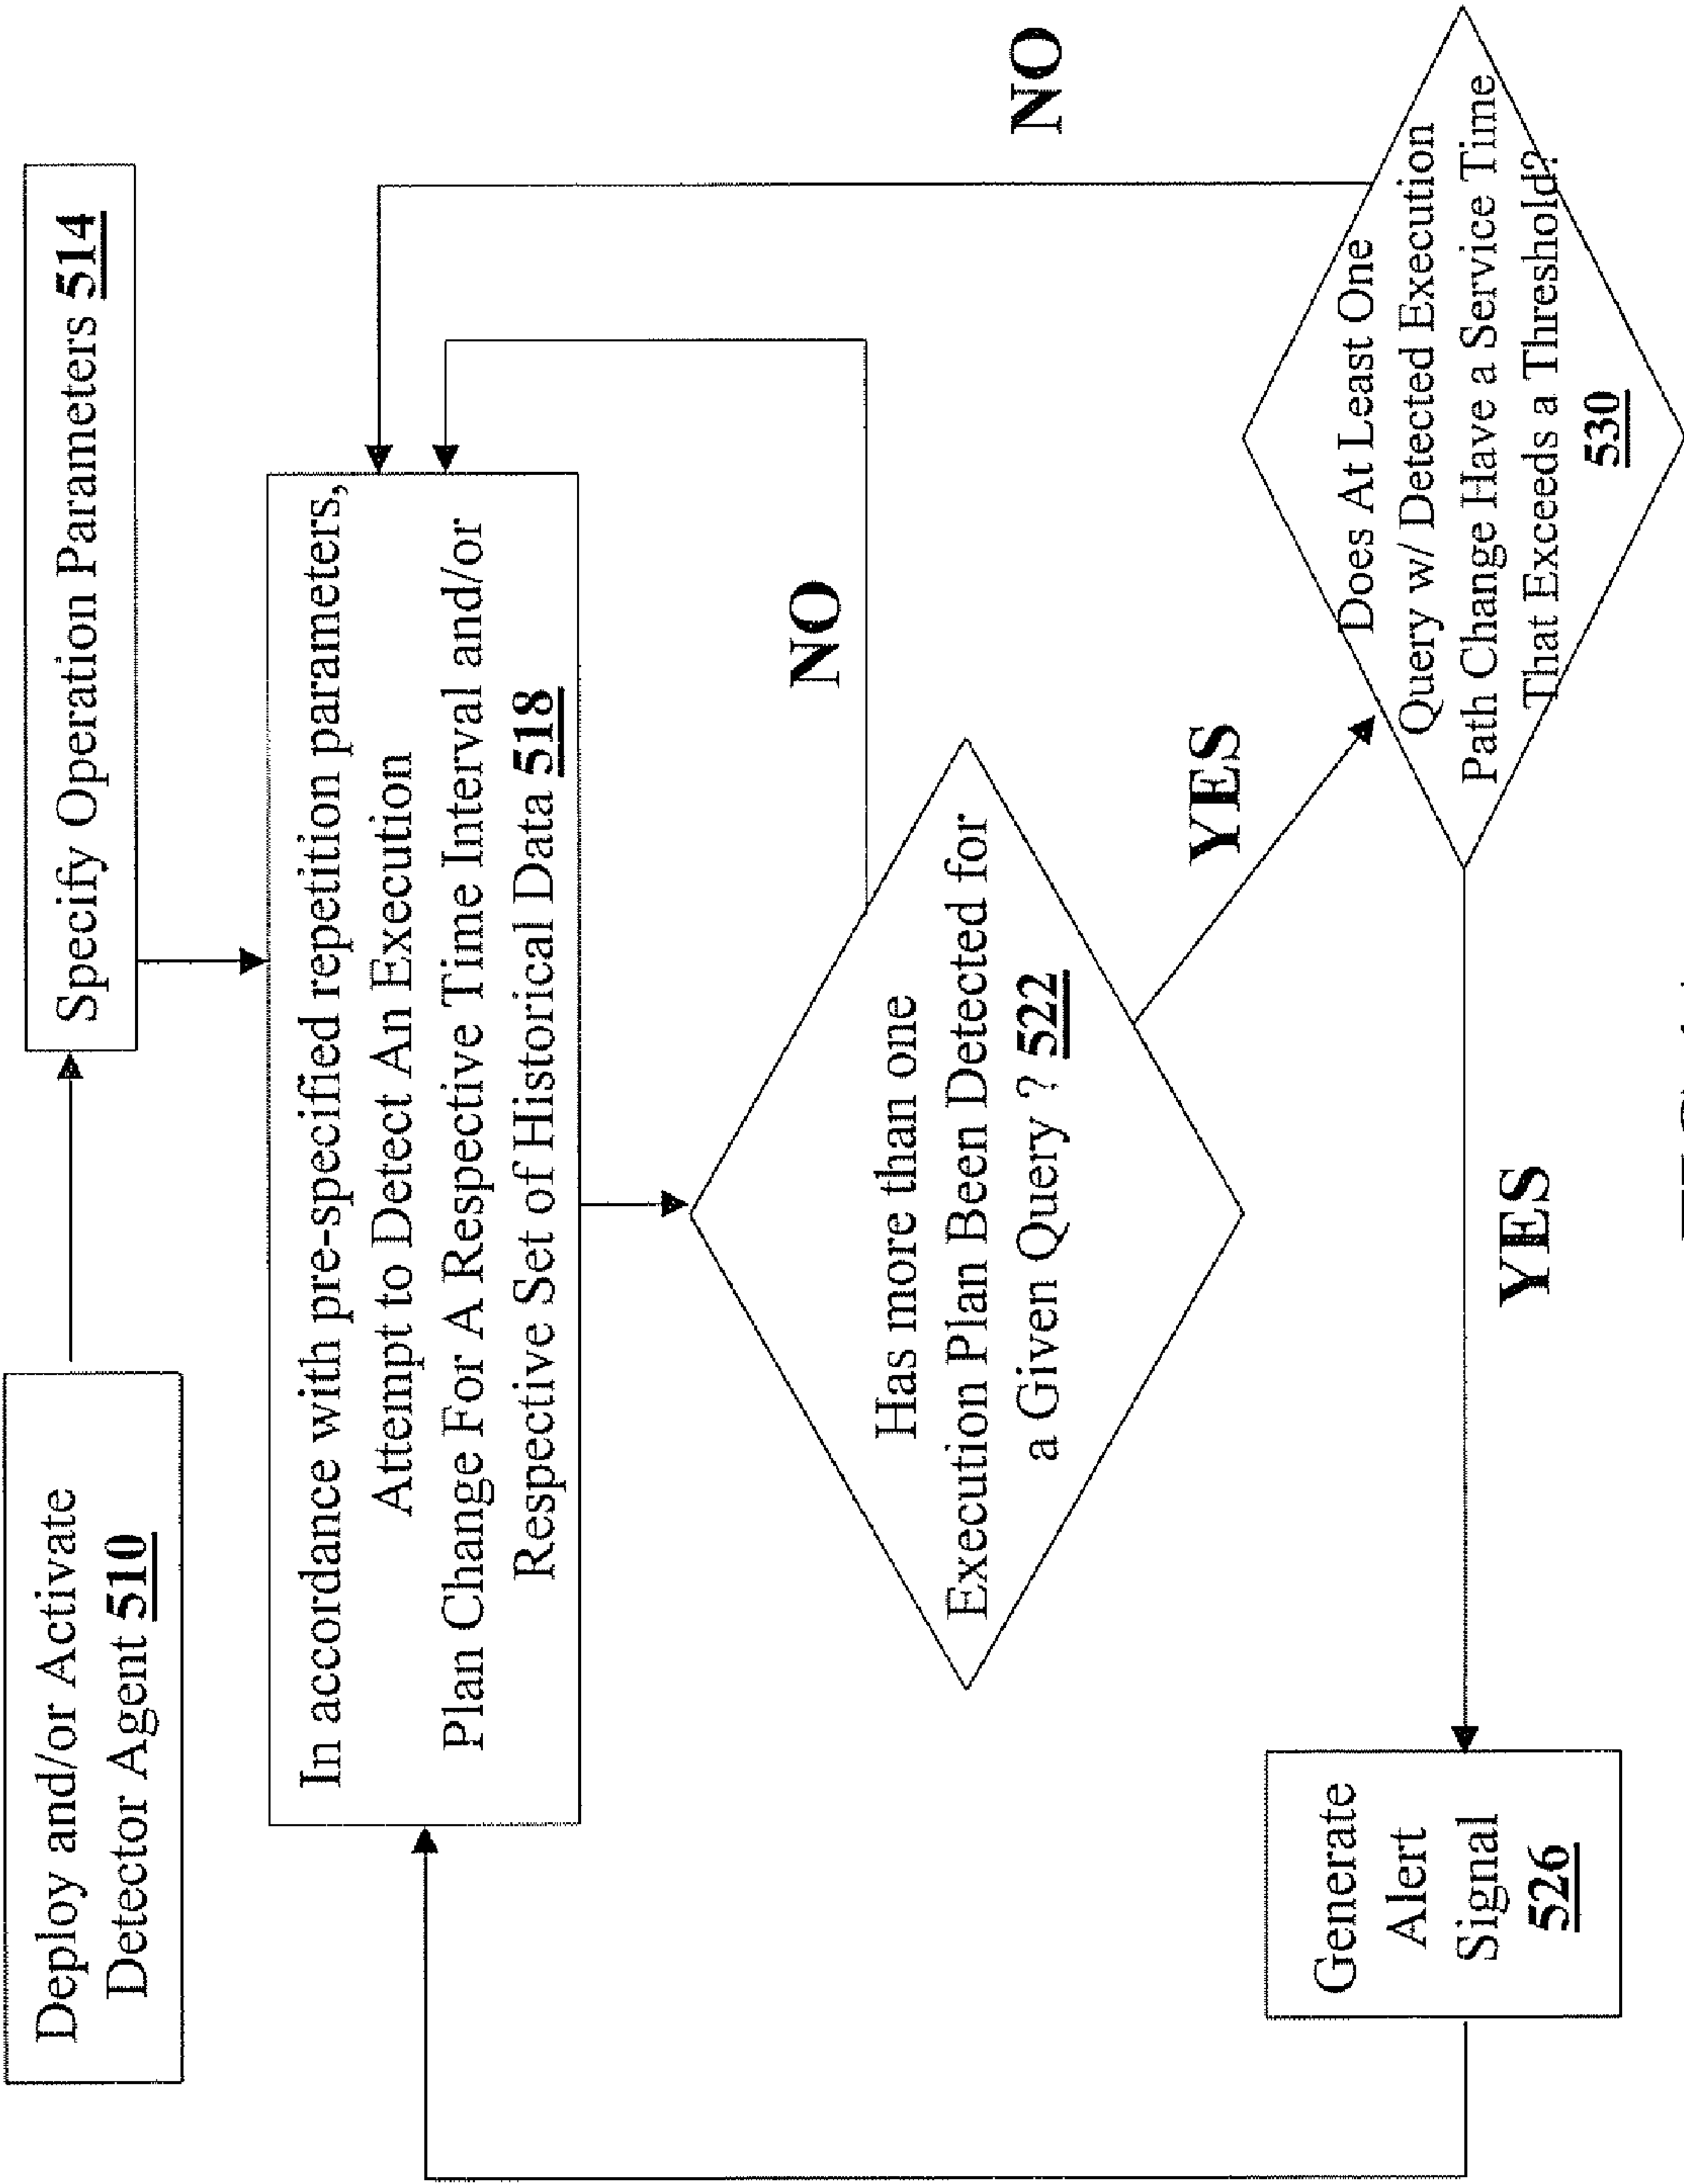 Deploy and/or Activate
Detector Agent 510
Specify Operation Parameters 514
In accordance with pre-specified repetition parameters,
Attempt to Detect An Execution
Plan Change For A Respective Time Interval and/or
Respective Set of Historical Data 518
NO
NO
Has more than one
Execution Plan Been Detected for
a Given Query ? 522
YES
Does At Least One
Query w/ Detected Execution
Path Change Have a Service Time
That Exceeds a Threshold?
530
YES
Generate
Alert
Signal
526